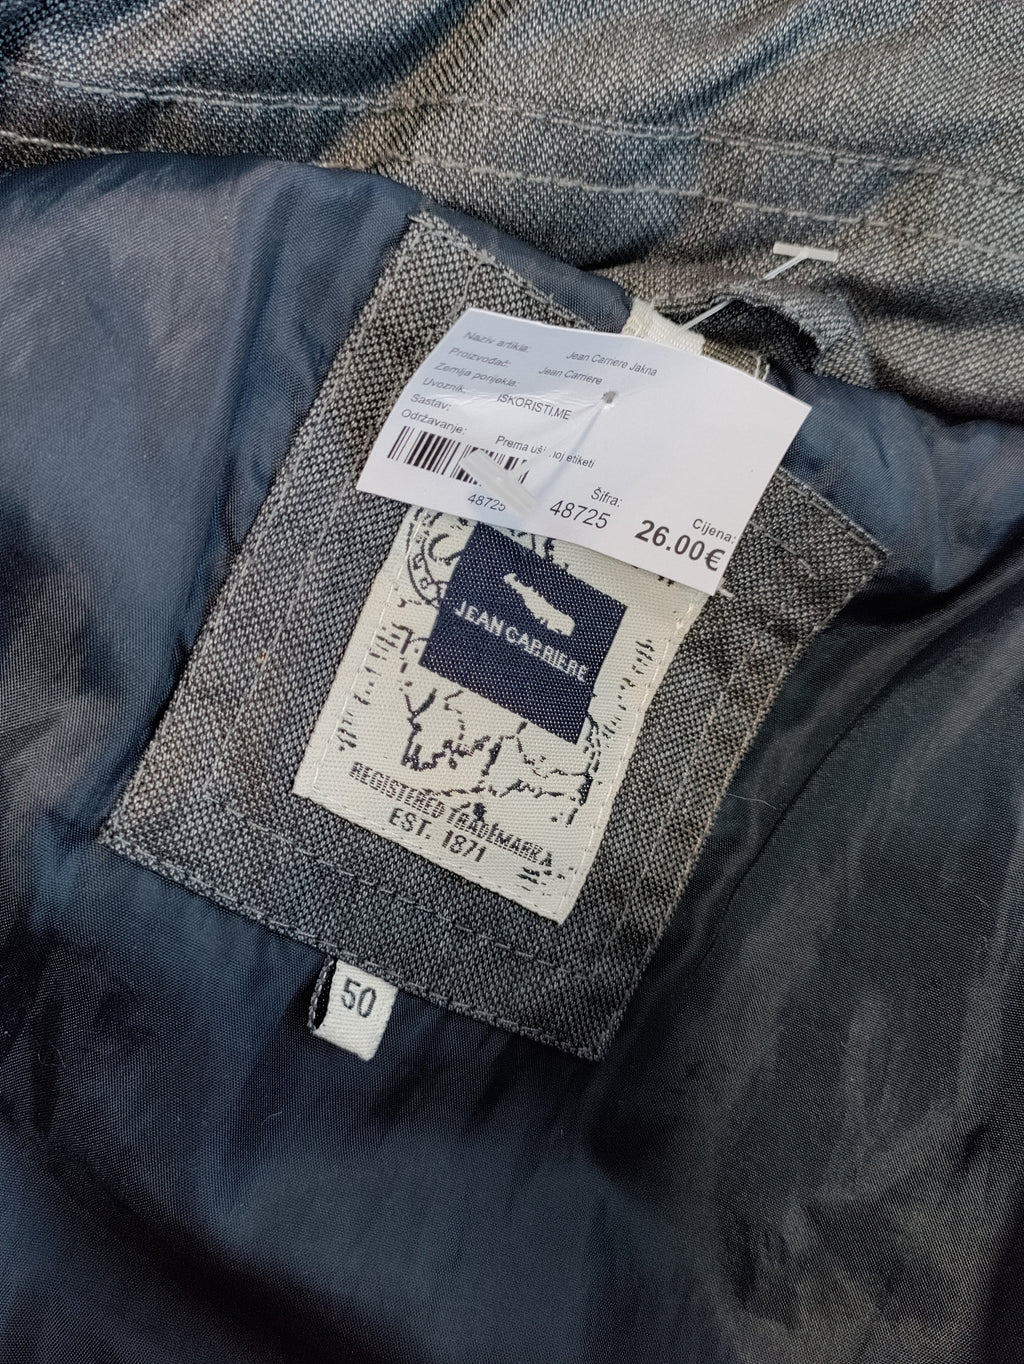 Naziv artikla: Jean Carriere Jakna
Proizvođač: Jean Carriere
Zemlja porijekla:
Uvoznik: ISKORISTI.ME
Sastav:
Održavanje: Prema etiketi
48725
Šifra:
48725
Cijena:
26.00€
JEAN CARRIERE
REGISTERED TRADEMARK
EST. 1871
50